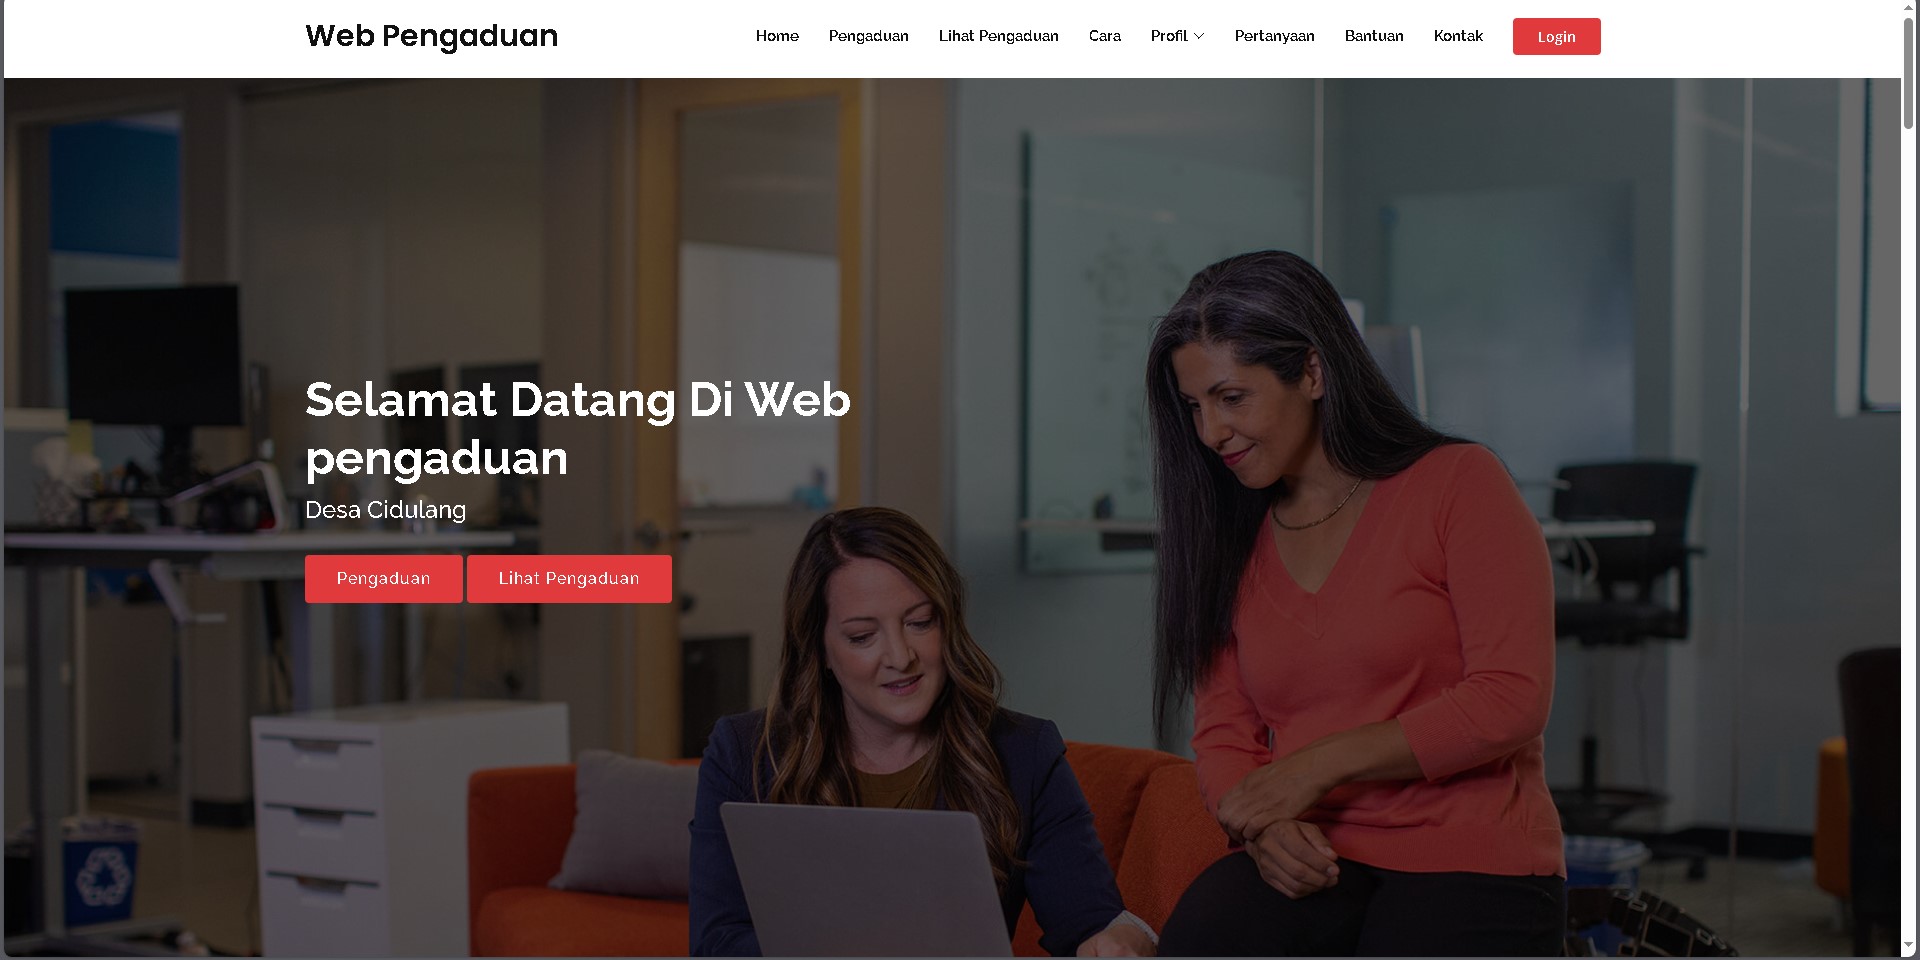 Web Pengaduan
Home Pengaduan Lihat Pengaduan Cara Profil Pertanyaan Bantuan Kontak Login
Selamat Datang Di Web
pengaduan
Desa Cidulang
Pengaduan Lihat Pengaduan